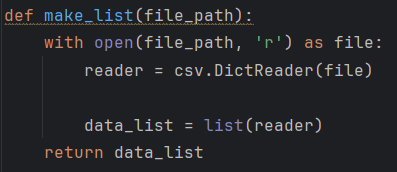 def make_list(file_path):
    with open(file_path, 'r') as file:
        reader = csv.DictReader(file)

        data_list = list(reader)
    return data_list